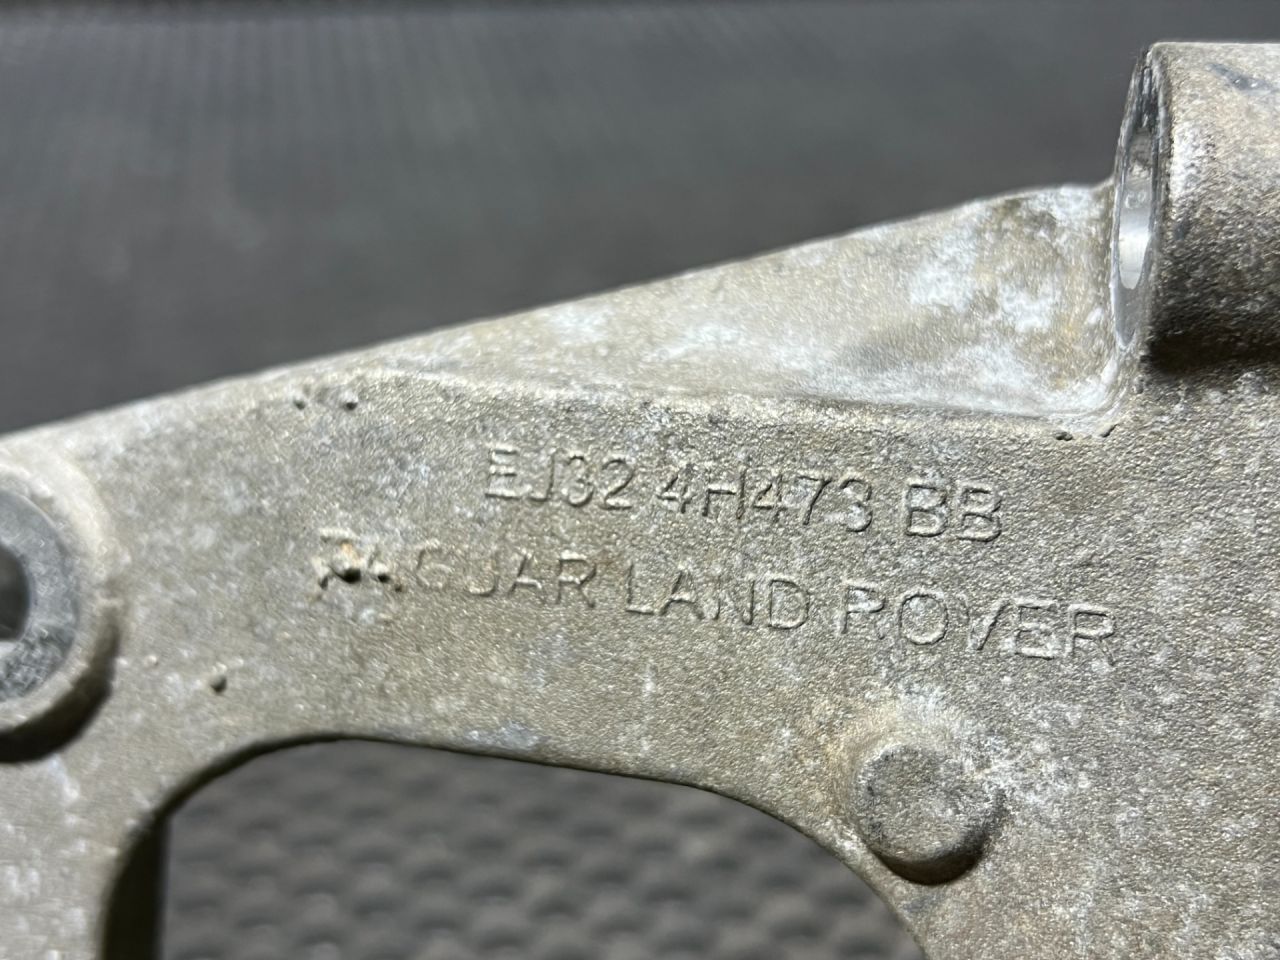 EJ32 4H473 BB
JAGUAR LAND ROVER